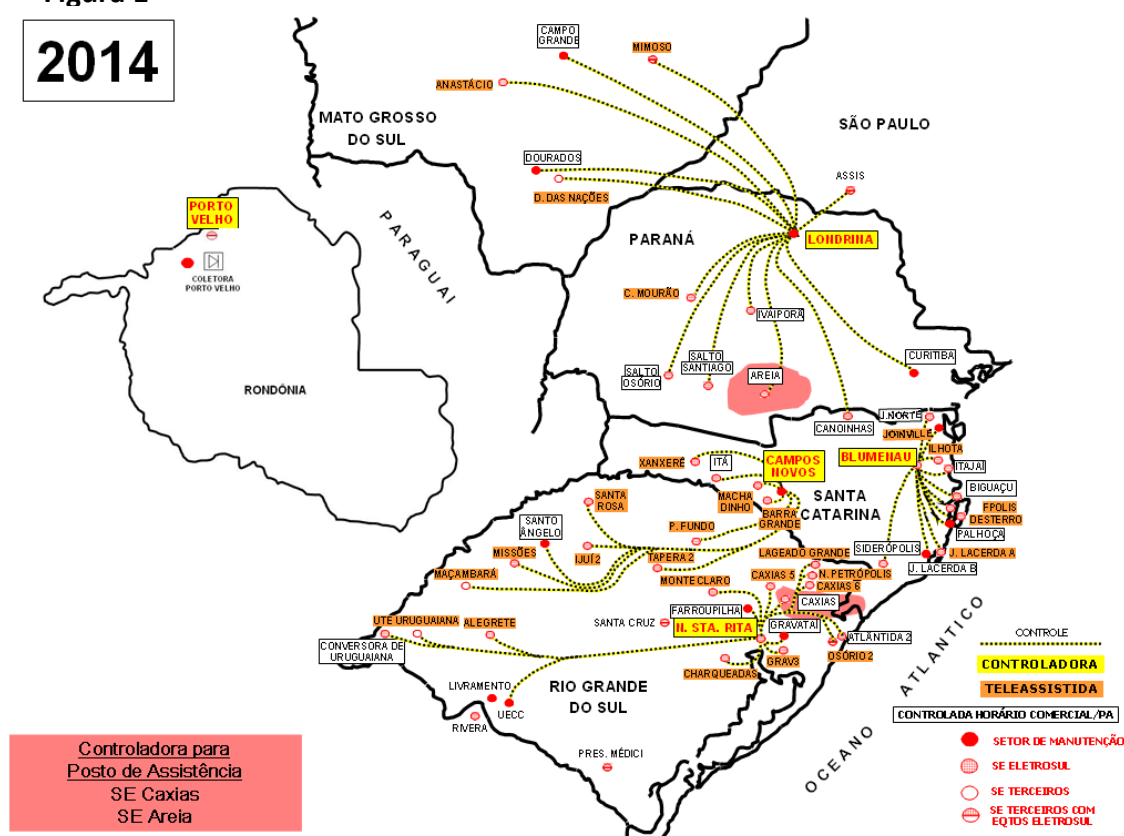 Figura 1
2014
CAMPO
GRANDE
MIMOSO
ANASTÁCIO
MATO GROSSO
DO SUL
SÃO PAULO
DOURADOS
D. DAS NAÇÕES
ASSIS
PORTO
VELHO
COLETORA
PORTO VELHO
RONDÔNIA
PARAGUAI
PARANÁ
LONDRINA
C. MOURÃO
IVAIPORÃ
SALTO
OSÓRIO
SALTO
SANTIAGO
AREIA
CURITIBA
CANOINHAS
J.NORTE
JOINVILLE
ILHOTA
BLUMENAU
ITAJAÍ
XANXERÊ
ITÁ
CAMPOS
NOVOS
BIGUAÇU
SANTA
ROSA
MACHA
DINHO
BARRA
GRANDE
SANTA
CATARINA
FPOLIS
DESTERRO
PALHOÇA
SANTO
ÂNGELO
P. FUNDO
MISSÕES
IJUÍ 2
TAPERA 2
LAGEADO GRANDE
SIDERÓPOLIS
J. LACERDA A
J. LACERDA B
MAÇAMBARÁ
MONTE CLARO
CAXIAS 5
N. PETRÓPOLIS
CAXIAS 6
CAXIAS
FARROUPILHA
UTE URUGUAIANA
ALEGRETE
SANTA CRUZ
N. STA. RITA
GRAVATAÍ
ATLÂNTIDA 2
OSÓRIO 2
CONVERSORA DE
URUGUAIANA
GRAV3
CHARQUEADAS
LIVRAMENTO
UECC
RIVERA
RIO GRANDE
DO SUL
PRES. MÉDICI
OCEANO ATLANTICO
CONTROLE
CONTROLADORA
TELEASSISTIDA
CONTROLADA HORÁRIO COMERCIAL/PA
SETOR DE MANUTENÇÃO
SE ELETROSUL
SE TERCEIROS
SE TERCEIROS COM
EQTOS ELETROSUL
Controladora para
Posto de Assistência
SE Caxias
SE Areia